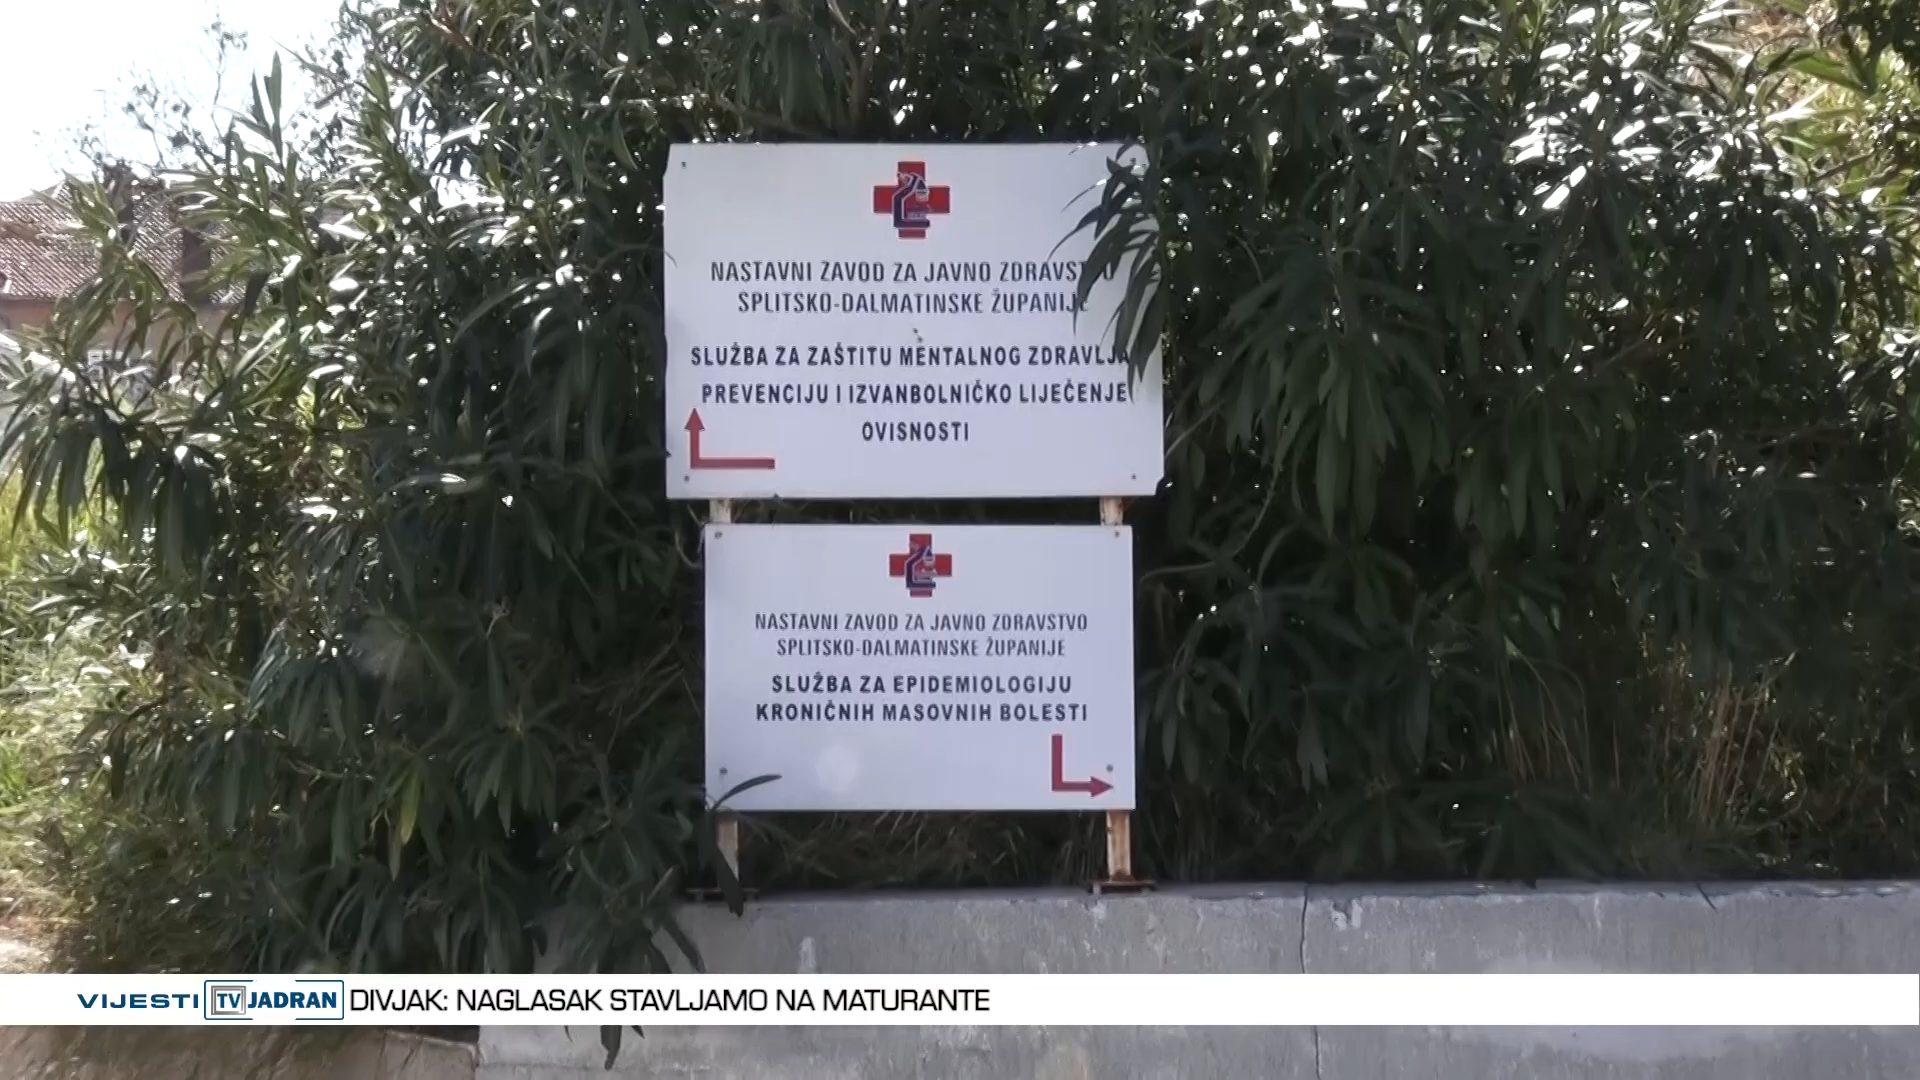 NASTAVNI ZAVOD ZA JAVNO ZDRAVSTVO
SPLITSKO-DALMATINSKE ŽUPANIJE
SLUŽBA ZA ZAŠTITU MENTALNOG ZDRAVLJA
PREVENCIJU I IZVANBOLNIČKO LIJEČENJE
OVISNOSTI
NASTAVNI ZAVOD ZA JAVNO ZDRAVSTVO
SPLITSKO-DALMATINSKE ŽUPANIJE
SLUŽBA ZA EPIDEMIOLOGIJU
KRONIČNIH MASOVNIH BOLESTI
VIJESTI TV JADRAN DIVJAK: NAGLASAK STAVLJAMO NA MATURANTE